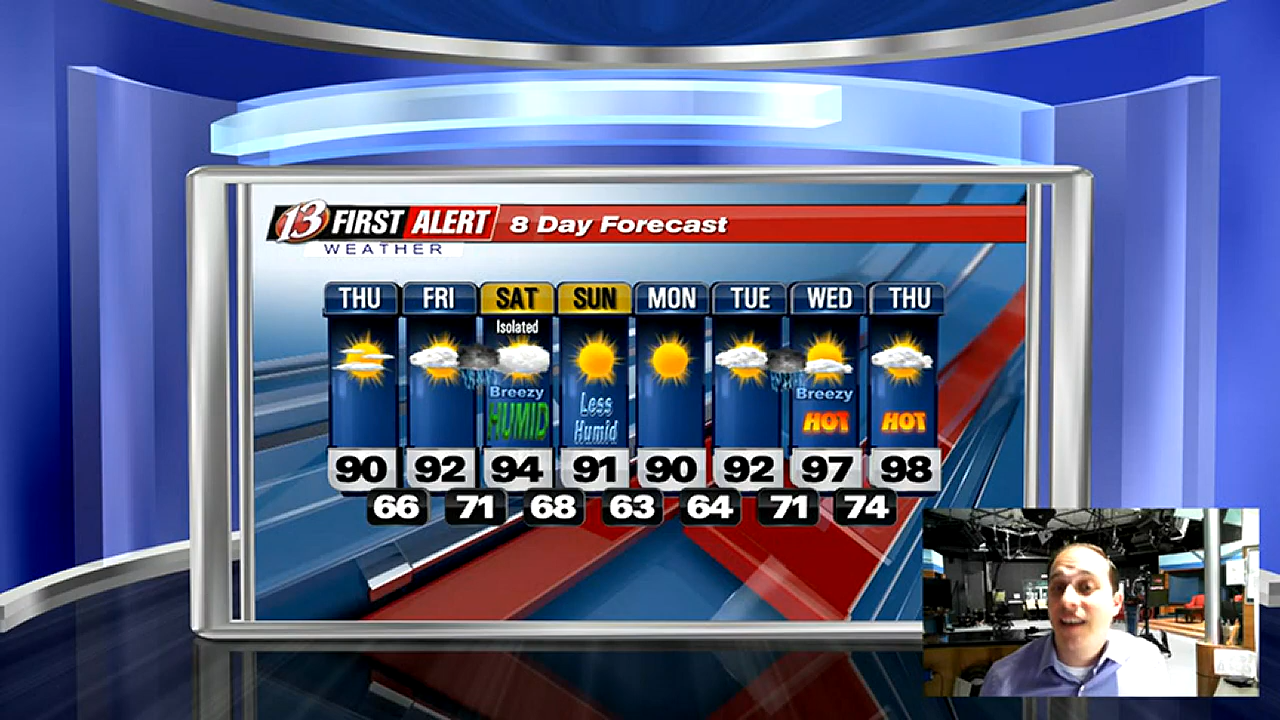 13 FIRST ALERT 8 Day Forecast
WEATHER
THU FRI SAT SUN MON TUE WED THU
Isolated
Breezy Breezy
HUMID Less Humid HOT HOT
90 92 94 91 90 92 97 98
66 71 68 63 64 71 74